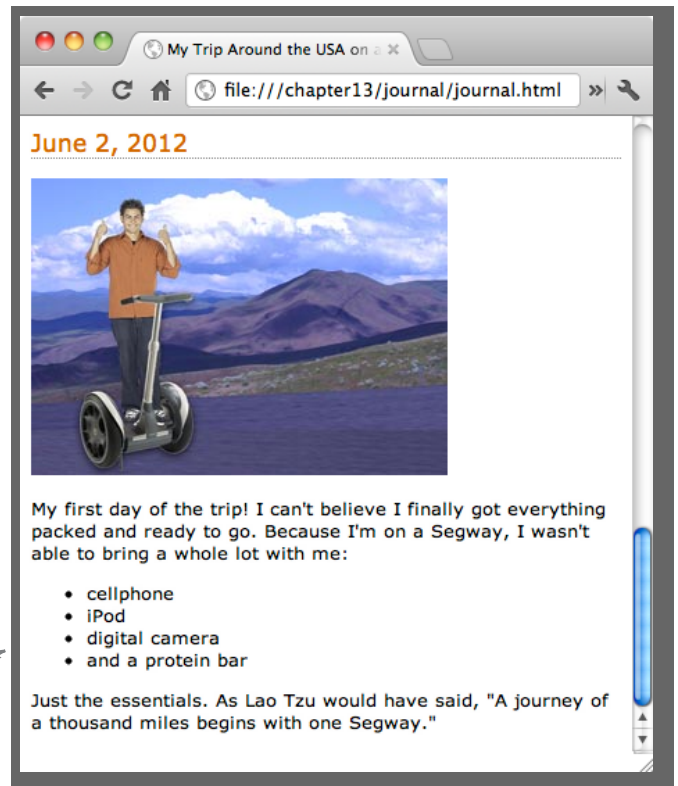 My Trip Around the USA on a
file:///chapter13/journal/journal.html
June 2, 2012
My first day of the trip! I can't believe I finally got everything
packed and ready to go. Because I'm on a Segway, I wasn't
able to bring a whole lot with me:
• cellphone
• iPod
• digital camera
• and a protein bar
Just the essentials. As Lao Tzu would have said, "A journey of
a thousand miles begins with one Segway."